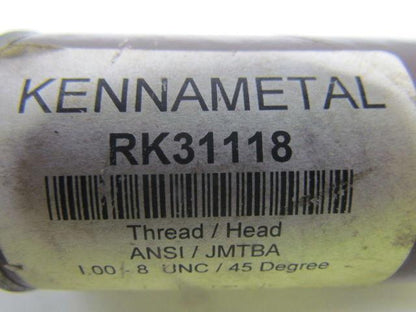 KENNAMETAL
RK31118
Thread / Head
ANSI / JMTBA
1.00 - 8 UNC / 45 Degree